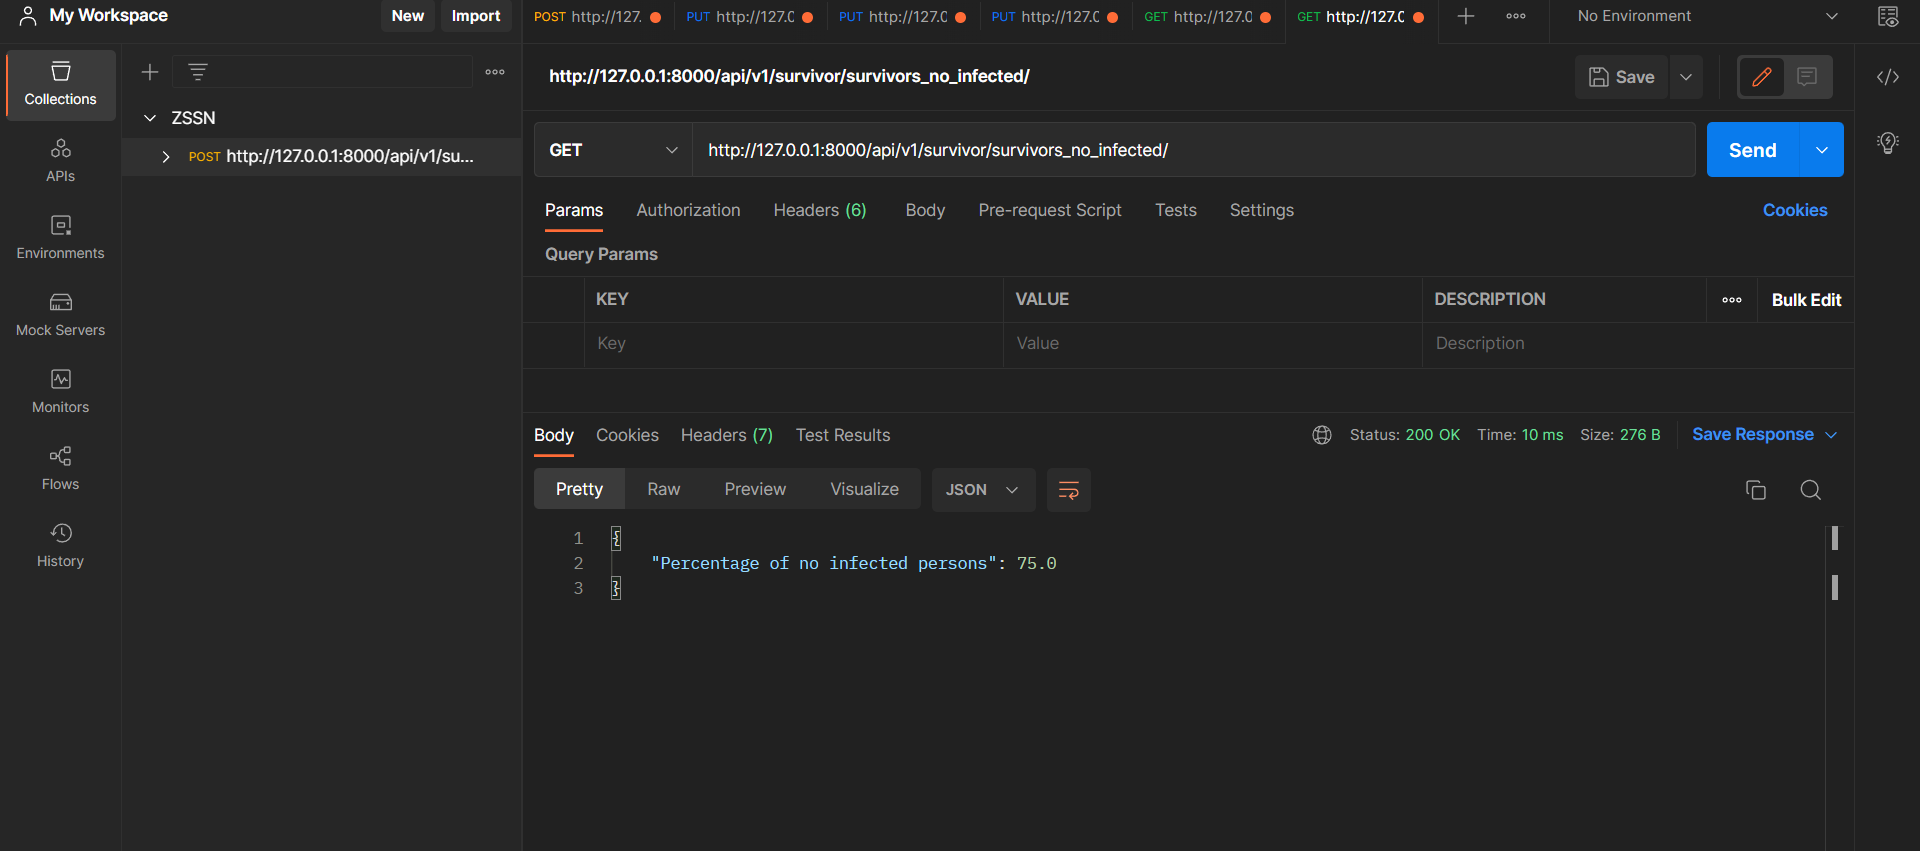 My Workspace
New
Import
POST http://127.
PUT http://127.0
PUT http://127.0
PUT http://127.0
GET http://127.0
GET http://127.0
No Environment
Collections
APIs
Environments
Mock Servers
Monitors
Flows
History
ZSSN
POST http://127.0.0.1:8000/api/v1/su...
http://127.0.0.1:8000/api/v1/survivor/survivors_no_infected/
Save
GET
http://127.0.0.1:8000/api/v1/survivor/survivors_no_infected/
Send
Params
Authorization
Headers (6)
Body
Pre-request Script
Tests
Settings
Cookies
Query Params
KEY
VALUE
DESCRIPTION
Bulk Edit
Key
Value
Description
Body
Cookies
Headers (7)
Test Results
Status: 200 OK
Time: 10 ms
Size: 276 B
Save Response
Pretty
Raw
Preview
Visualize
JSON
1 {
2 "Percentage of no infected persons": 75.0
3 }